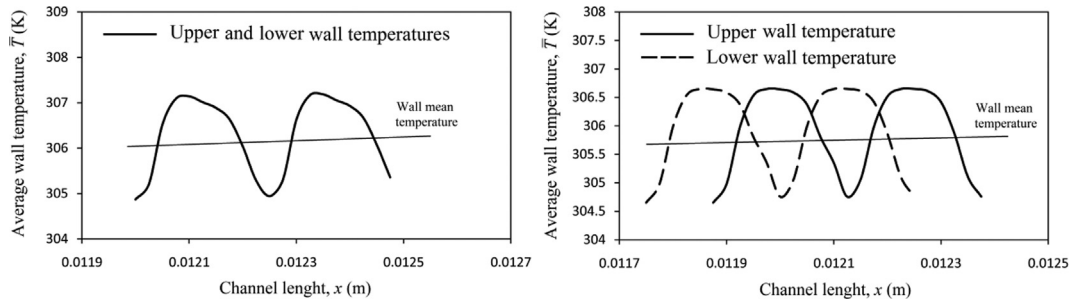 309
308
307
306
305
304
0.0119
0.0121
0.0123
0.0125
0.0127
Average wall temperature, T̅ (K)
Channel lenght, x (m)
Upper and lower wall temperatures
Wall mean
temperature
308
307.5
307
306.5
306
305.5
305
304.5
304
0.0117
0.0119
0.0121
0.0123
0.0125
Average wall temperature, T̅ (K)
Channel lenght, x (m)
Upper wall temperature
Lower wall temperature
Wall mean
temperature